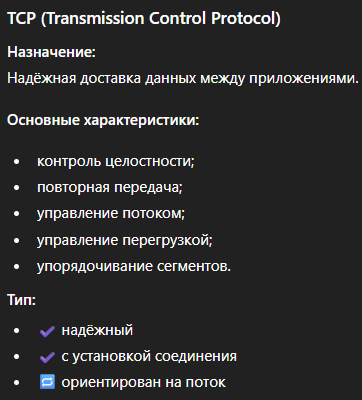 TCP (Transmission Control Protocol)
Назначение:
Надёжная доставка данных между приложениями.
Основные характеристики:
• контроль целостности;
• повторная передача;
• управление потоком;
• управление перегрузкой;
• упорядочивание сегментов.
Тип:
• ✔ надёжный
• ✔ с установкой соединения
• 🔁 ориентирован на поток